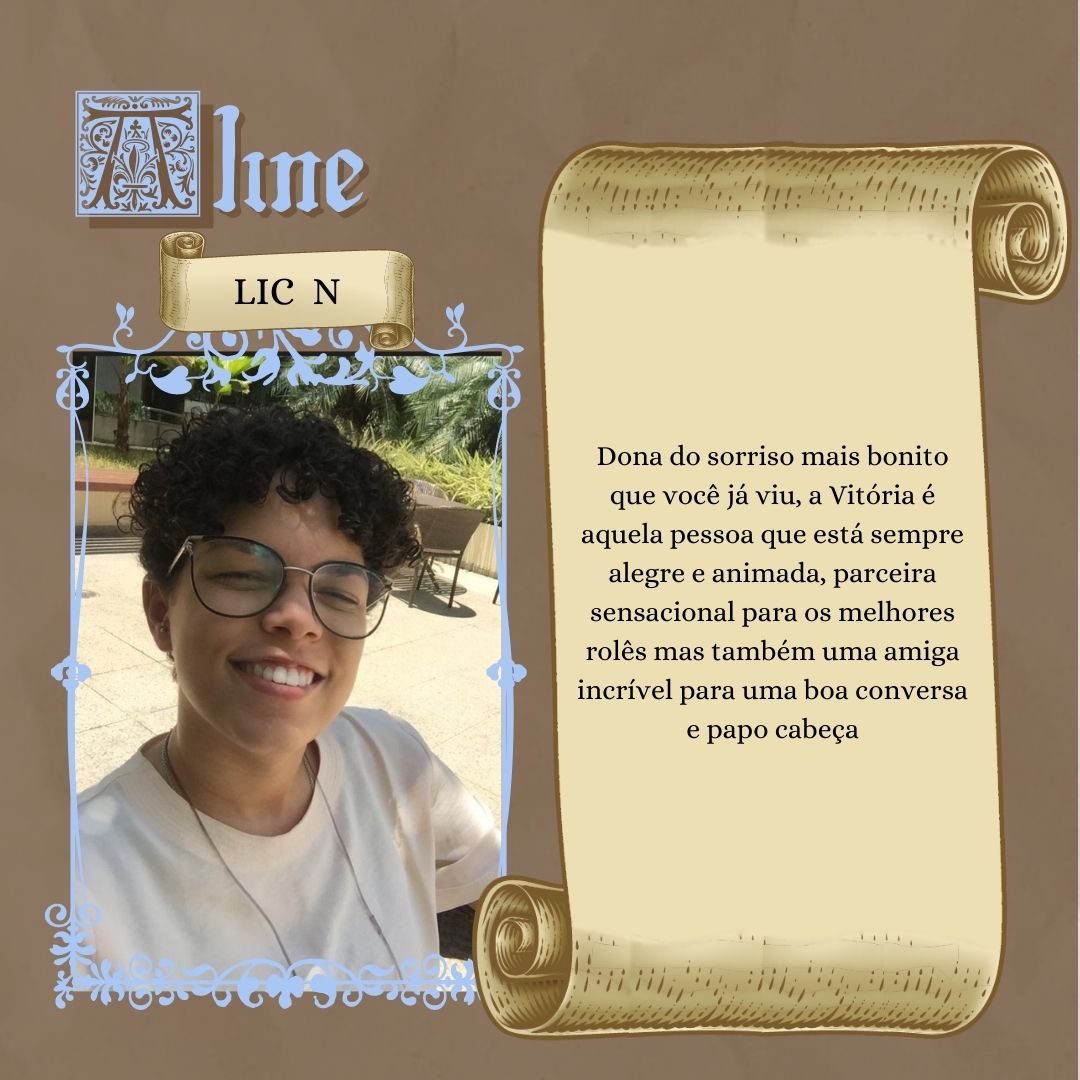 Aline
LIC N
Dona do sorriso mais bonito
que você já viu, a Vitória é
aquela pessoa que está sempre
alegre e animada, parceira
sensacional para os melhores
rolês mas também uma amiga
incrível para uma boa conversa
e papo cabeça